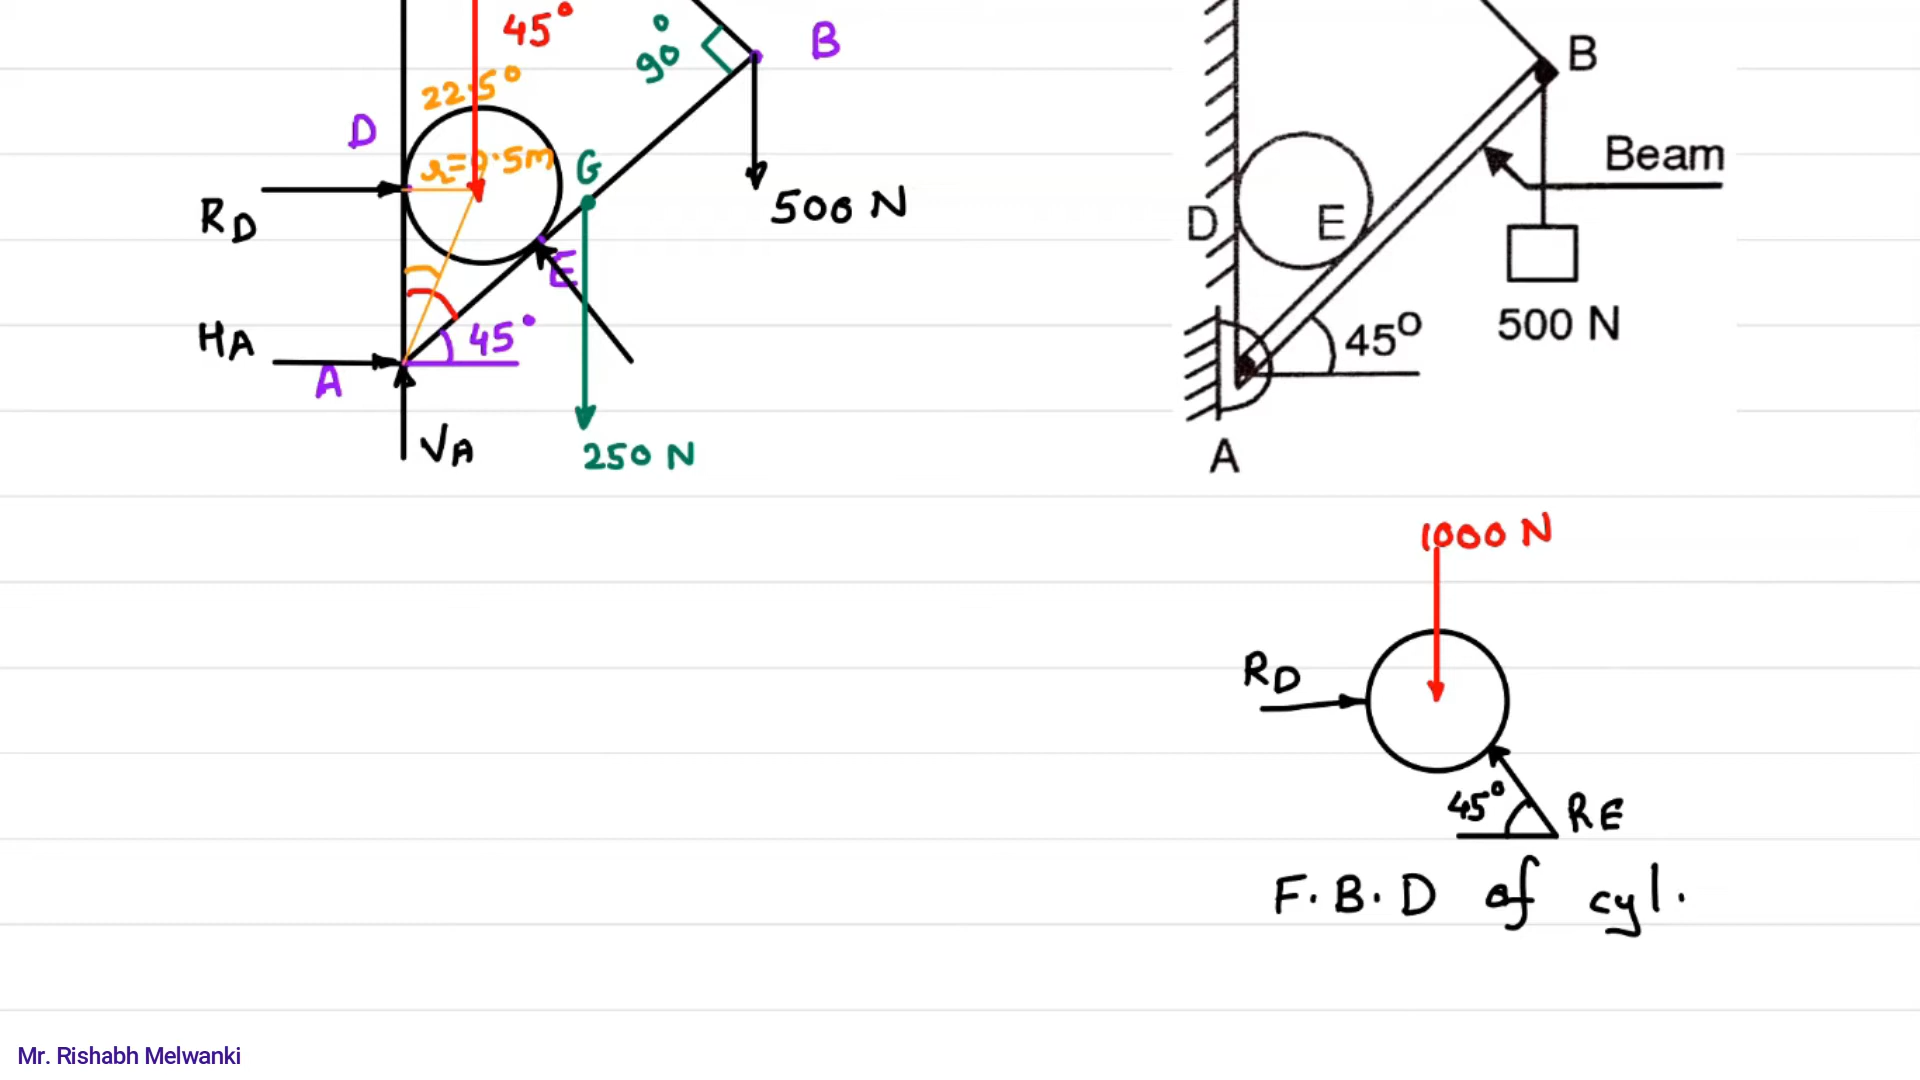 45°
90°
B
22.5°
D
r=0.5m
G
RD
500 N
E
HA
45°
A
VA
250 N
B
Beam
D
E
45°
500 N
A
1000 N
RD
45°
RE
F.B.D of cyl.
Mr. Rishabh Melwanki